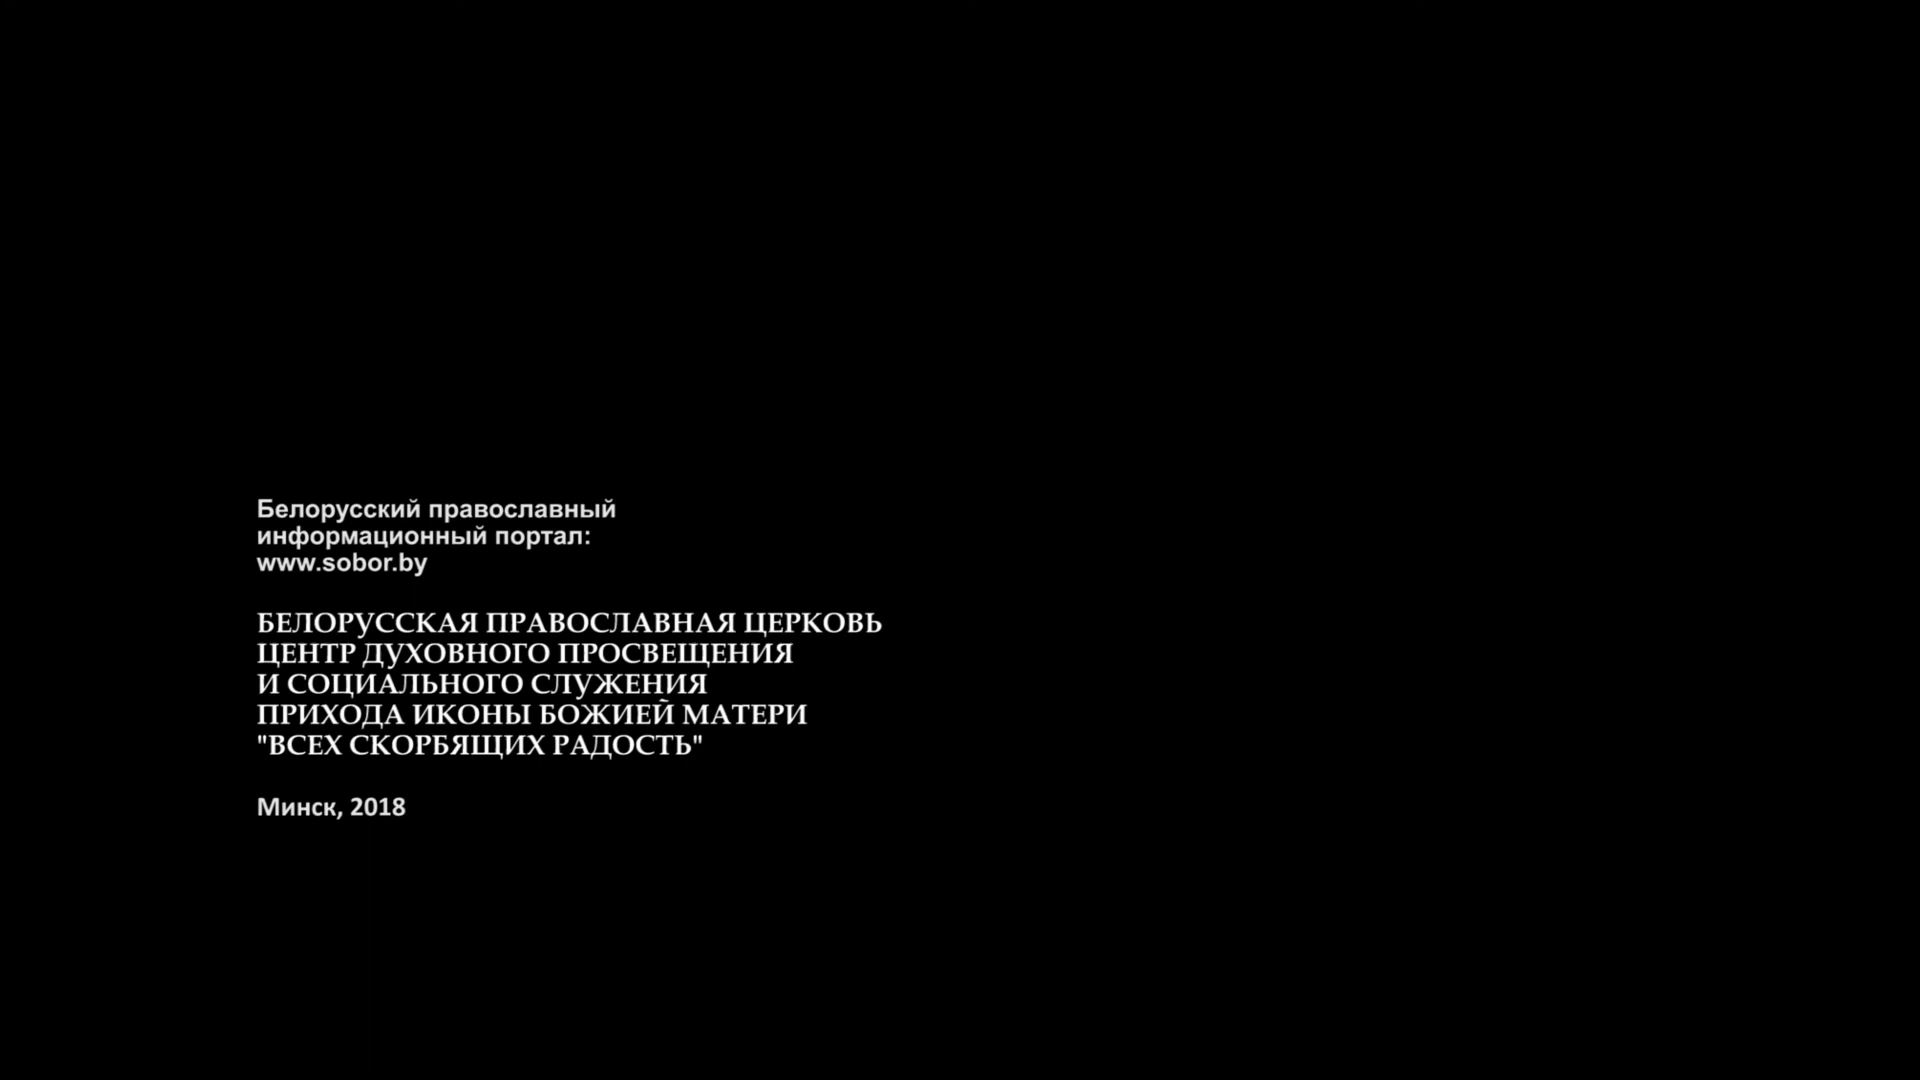 Белорусский православный
информационный портал:
www.sobor.by
БЕЛОРУССКАЯ ПРАВОСЛАВНАЯ ЦЕРКОВЬ
ЦЕНТР ДУХОВНОГО ПРОСВЕЩЕНИЯ
И СОЦИАЛЬНОГО СЛУЖЕНИЯ
ПРИХОДА ИКОНЫ БОЖИЕЙ МАТЕРИ
"ВСЕХ СКОРБЯЩИХ РАДОСТЬ"
Минск, 2018